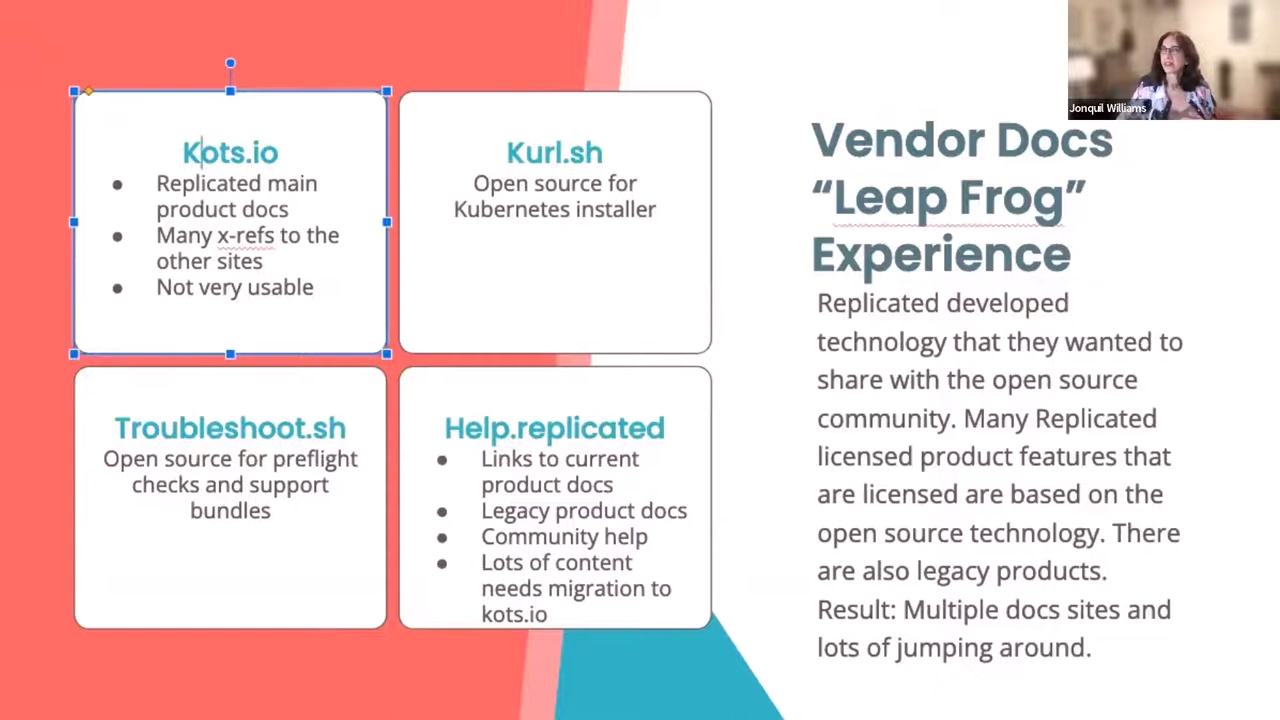 Kots.io
● Replicated main
product docs
● Many x-refs to the
other sites
● Not very usable
Kurl.sh
Open source for
Kubernetes installer
Troubleshoot.sh
Open source for preflight
checks and support
bundles
Help.replicated
● Links to current
product docs
● Legacy product docs
● Community help
● Lots of content
needs migration to
kots.io
Jonquil Williams
Vendor Docs
“Leap Frog”
Experience
Replicated developed
technology that they wanted to
share with the open source
community. Many Replicated
licensed product features that
are licensed are based on the
open source technology. There
are also legacy products.
Result: Multiple docs sites and
lots of jumping around.